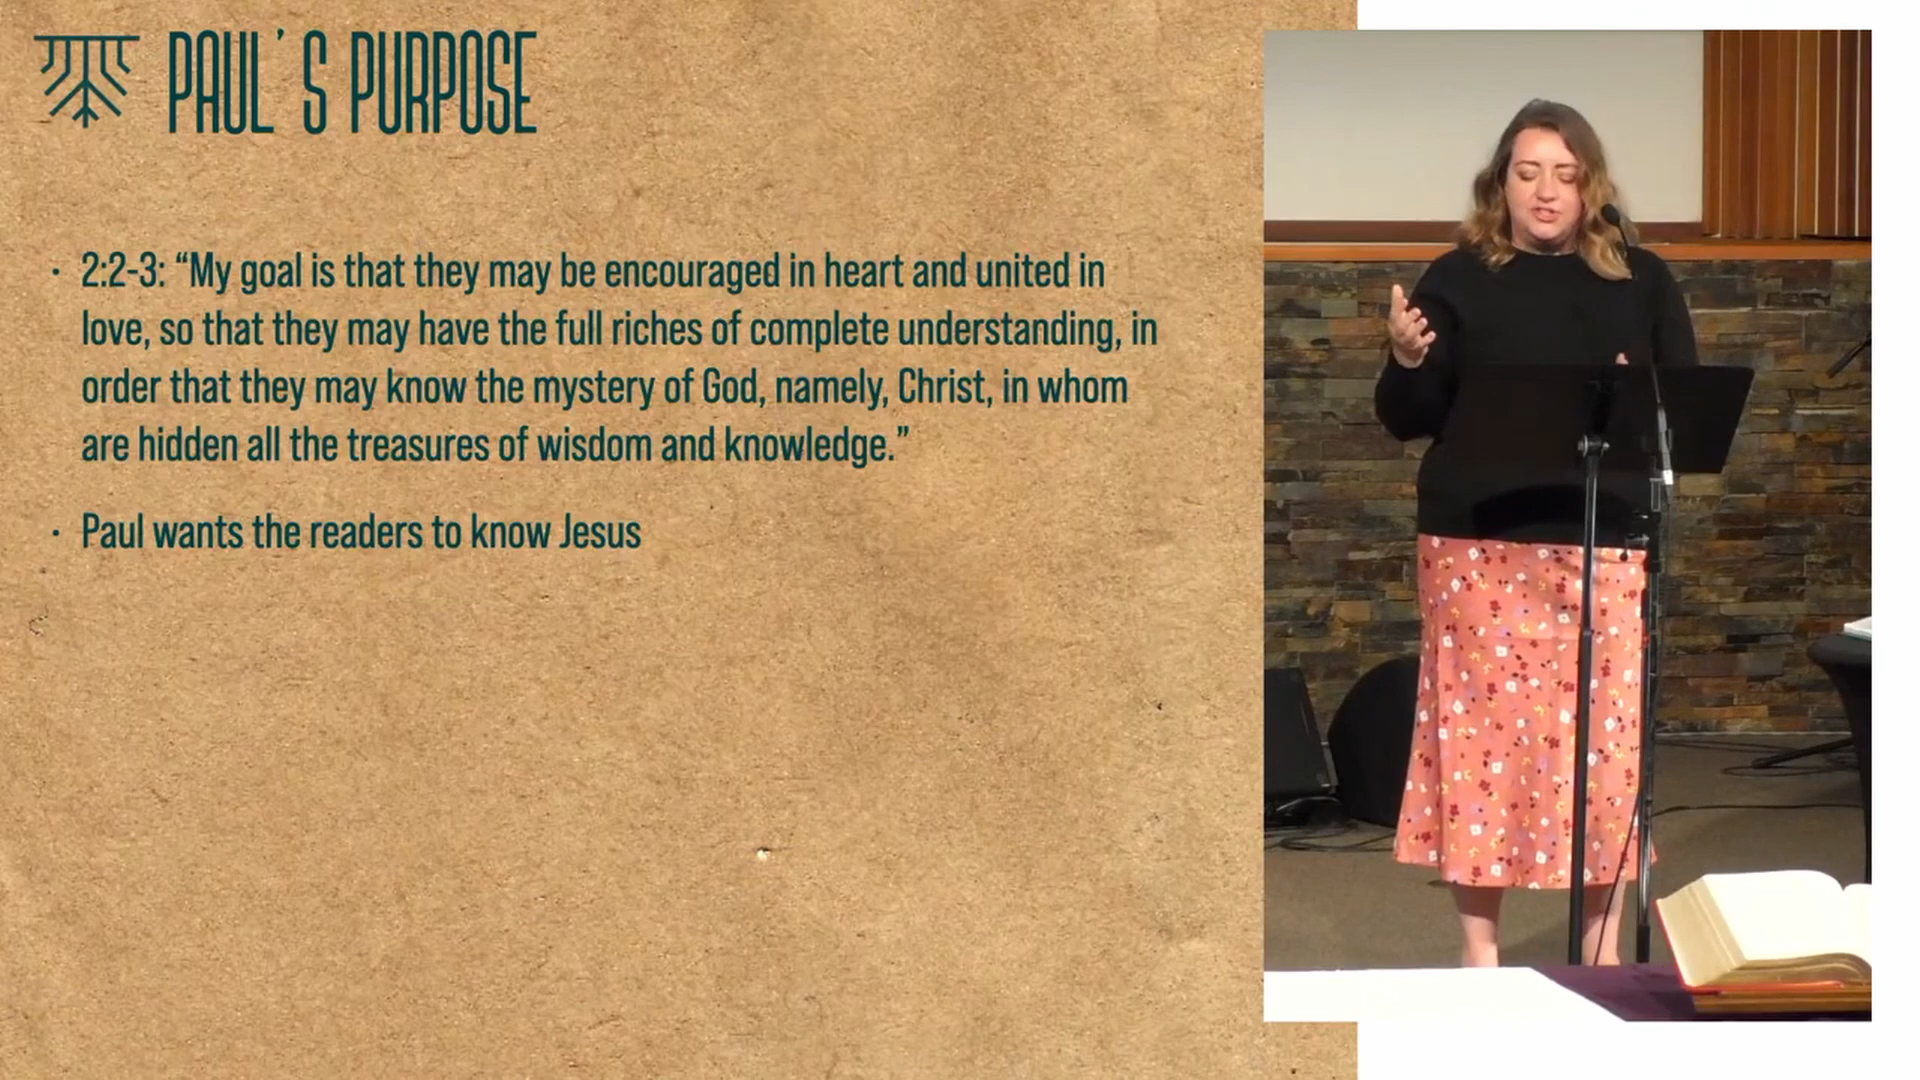 PAUL'S PURPOSE
· 2:2-3: “My goal is that they may be encouraged in heart and united in
love, so that they may have the full riches of complete understanding, in
order that they may know the mystery of God, namely, Christ, in whom
are hidden all the treasures of wisdom and knowledge.”
· Paul wants the readers to know Jesus